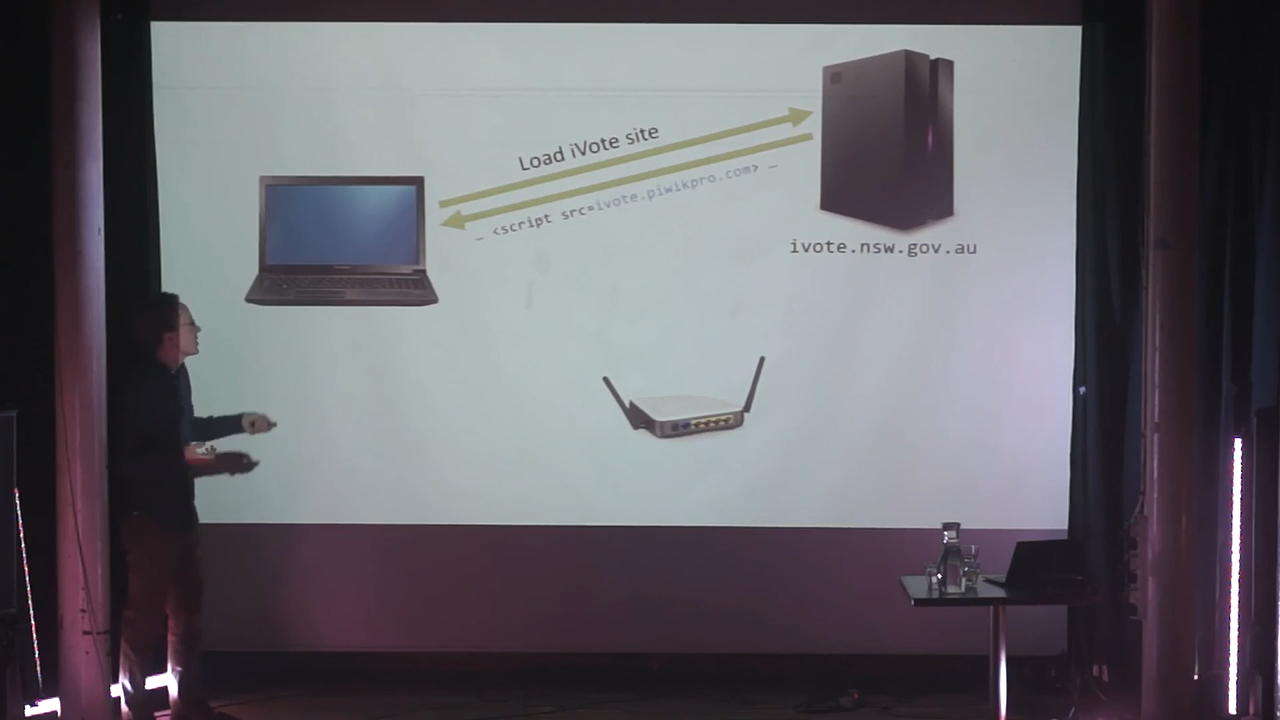 Load iVote site
… <script src=ivote.piwikpro.com> …
ivote.nsw.gov.au